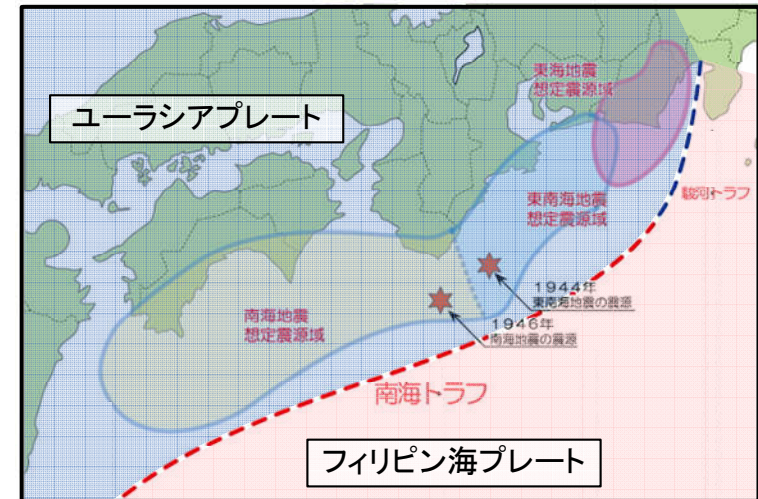 東海地震
想定震源域
ユーラシアプレート
東南海地震
想定震源域
駿河トラフ
1944年
東南海地震の震源
南海地震
想定震源域
1946年
南海地震の震源
南海トラフ
フィリピン海プレート